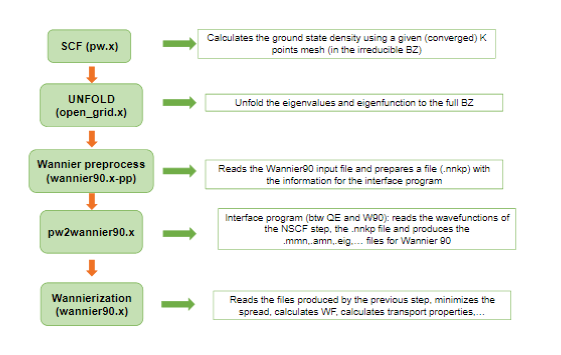 SCF (pw.x)
Calculates the ground state density using a given (converged) K
points mesh (in the irreducible BZ)
UNFOLD
(open_grid.x)
Unfold the eigenvalues and eigenfunction to the full BZ
Wannier preprocess
(wannier90.x-pp)
Reads the Wannier90 input file and prepares a file (.nnkp) with
the information for the interface program
pw2wannier90.x
Interface program (btw QE and W90): reads the wavefunctions of
the NSCF step, the .nnkp file and produces the
.mmn,.amn,.eig,... files for Wannier 90
Wannierization
(wannier90.x)
Reads the files produced by the previous step, minimizes the
spread, calculates WF, calculates transport properties,...